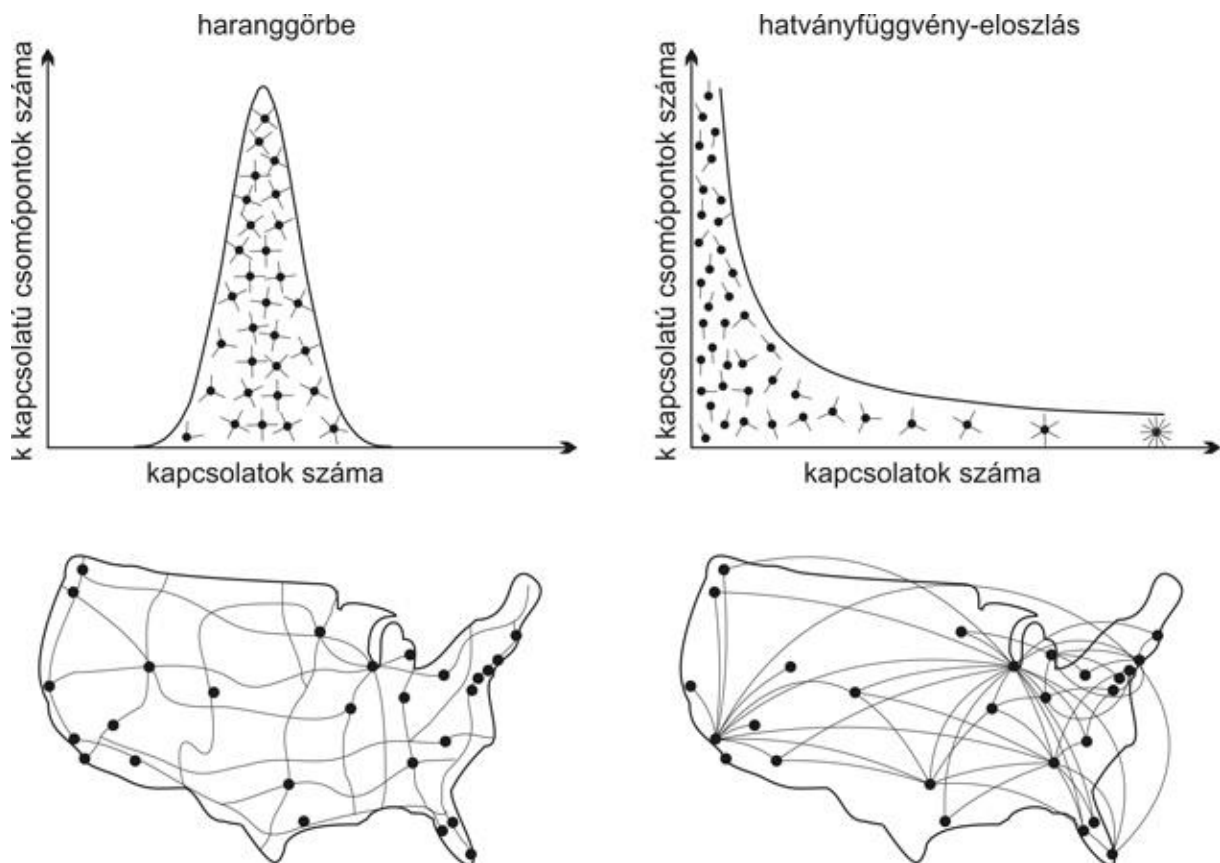 haranggörbe
k kapcsolatú csomópontok száma
kapcsolatok száma
hatványfüggvény-eloszlás
k kapcsolatú csomópontok száma
kapcsolatok száma